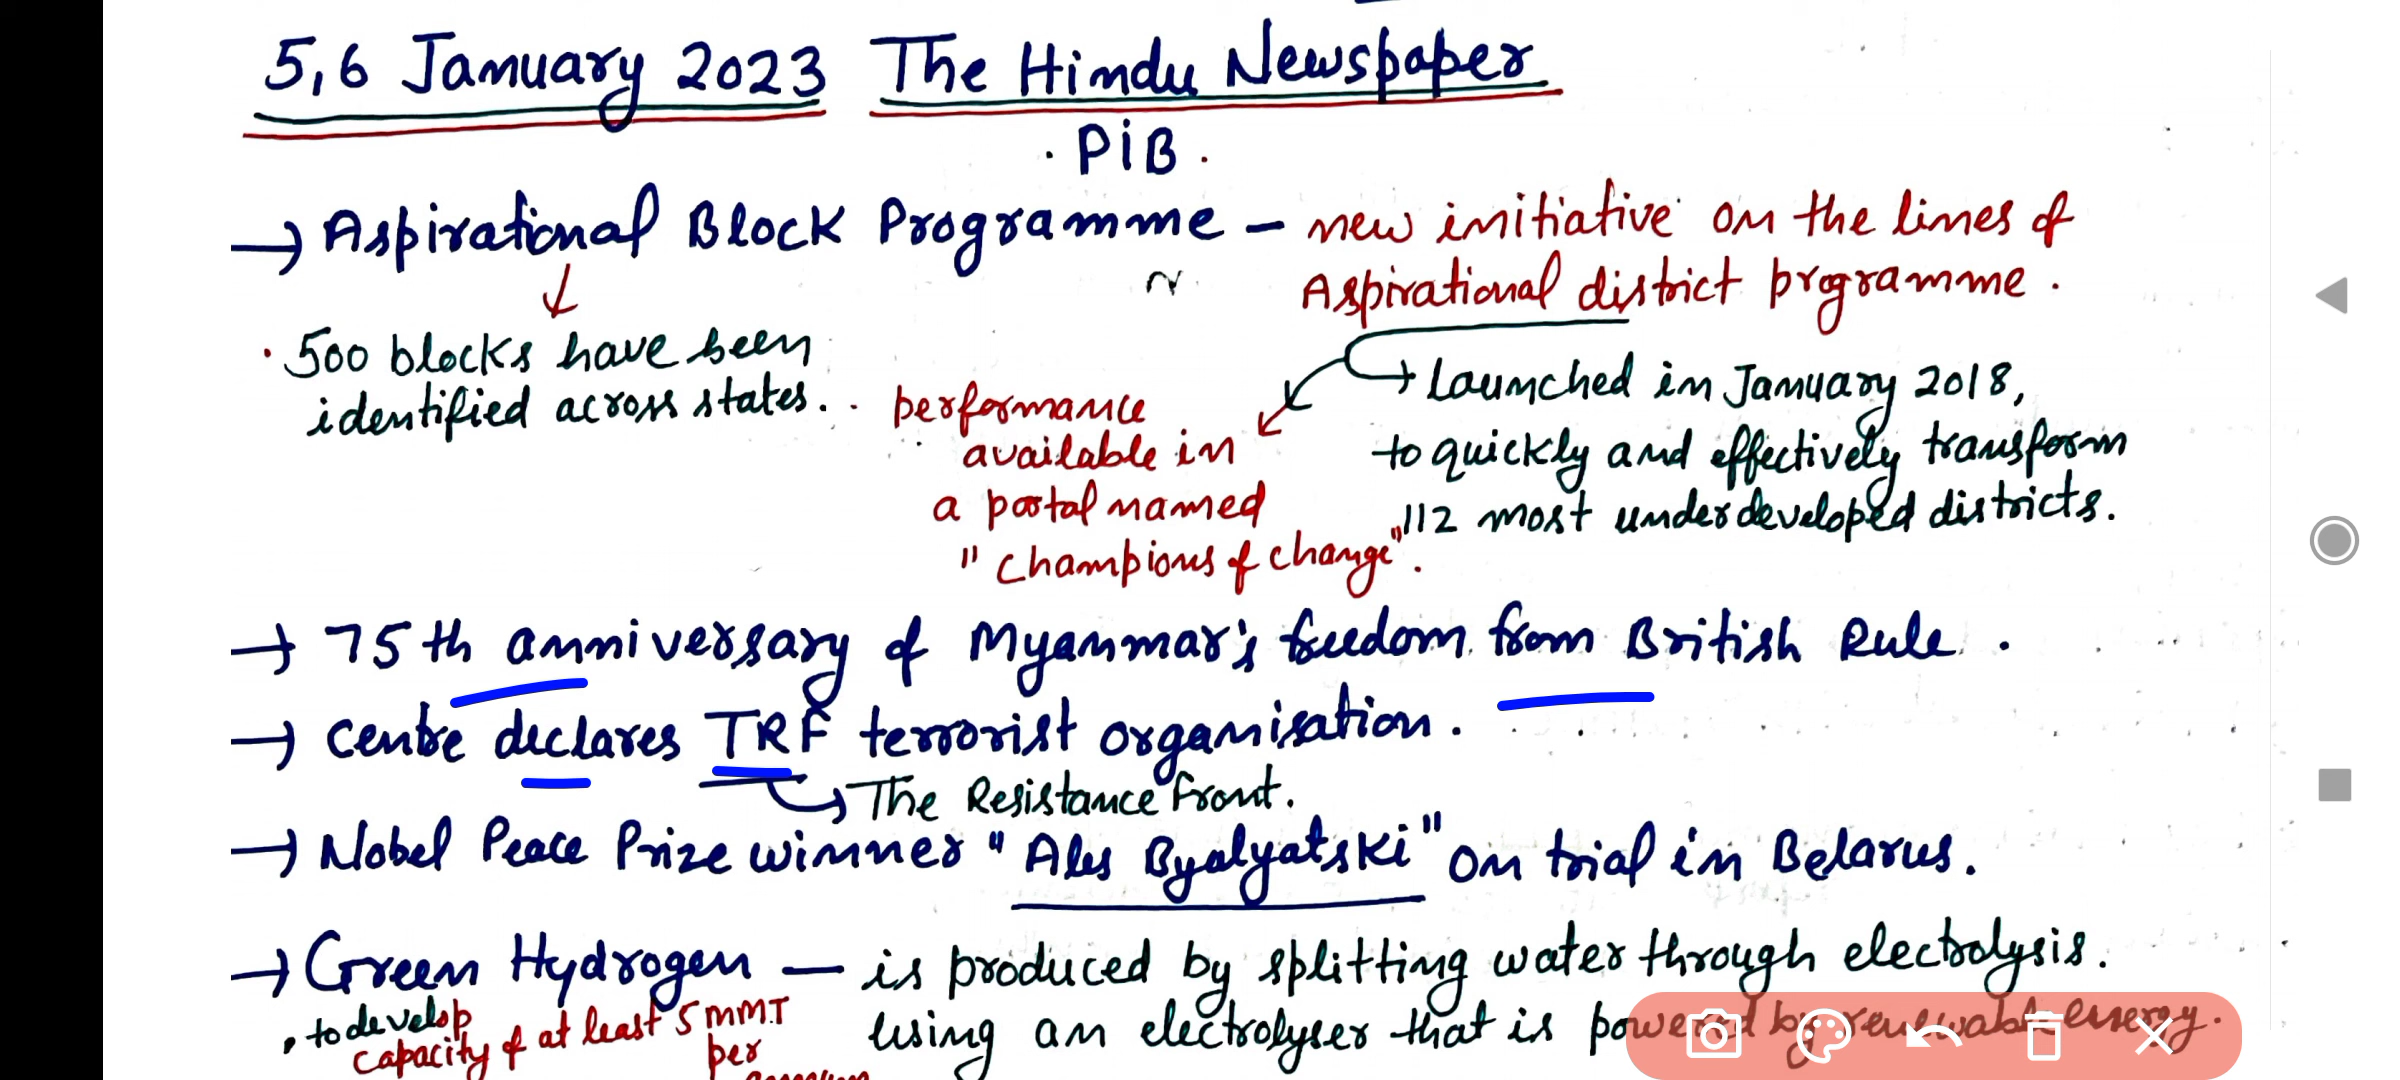 5,6 January 2023 The Hindu Newspaper
PiB
→ Aspirational Block Programme – new initiative on the lines of
Aspirational district programme.
· 500 blocks have been
identified across states.
→ Launched in January 2018,
to quickly and effectively transform
112 most underdeveloped districts.
performance
available in
a portal named
"champions of change".
→ 75th anniversary of Myanmar's freedom from British Rule.
→ Centre declares TRF terrorist organisation.
→ The Resistance Front.
→ Nobel Peace Prize winner "Ales Byalyatski" on trial in Belarus.
→ Green Hydrogen – is produced by splitting water through electrolysis.
using an electrolyser that is powered by renewable energy.
· to develop
capacity of at least 5 MMT
per